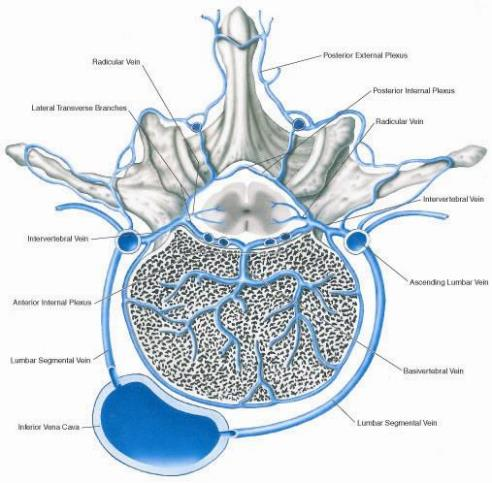 Radicular Vein
Posterior External Plexus
Posterior Internal Plexus
Lateral Transverse Branches
Radicular Vein
Intervertebral Vein
Intervertebral Vein
Ascending Lumbar Vein
Anterior Internal Plexus
Lumbar Segmental Vein
Basivertebral Vein
Inferior Vena Cava
Lumbar Segmental Vein